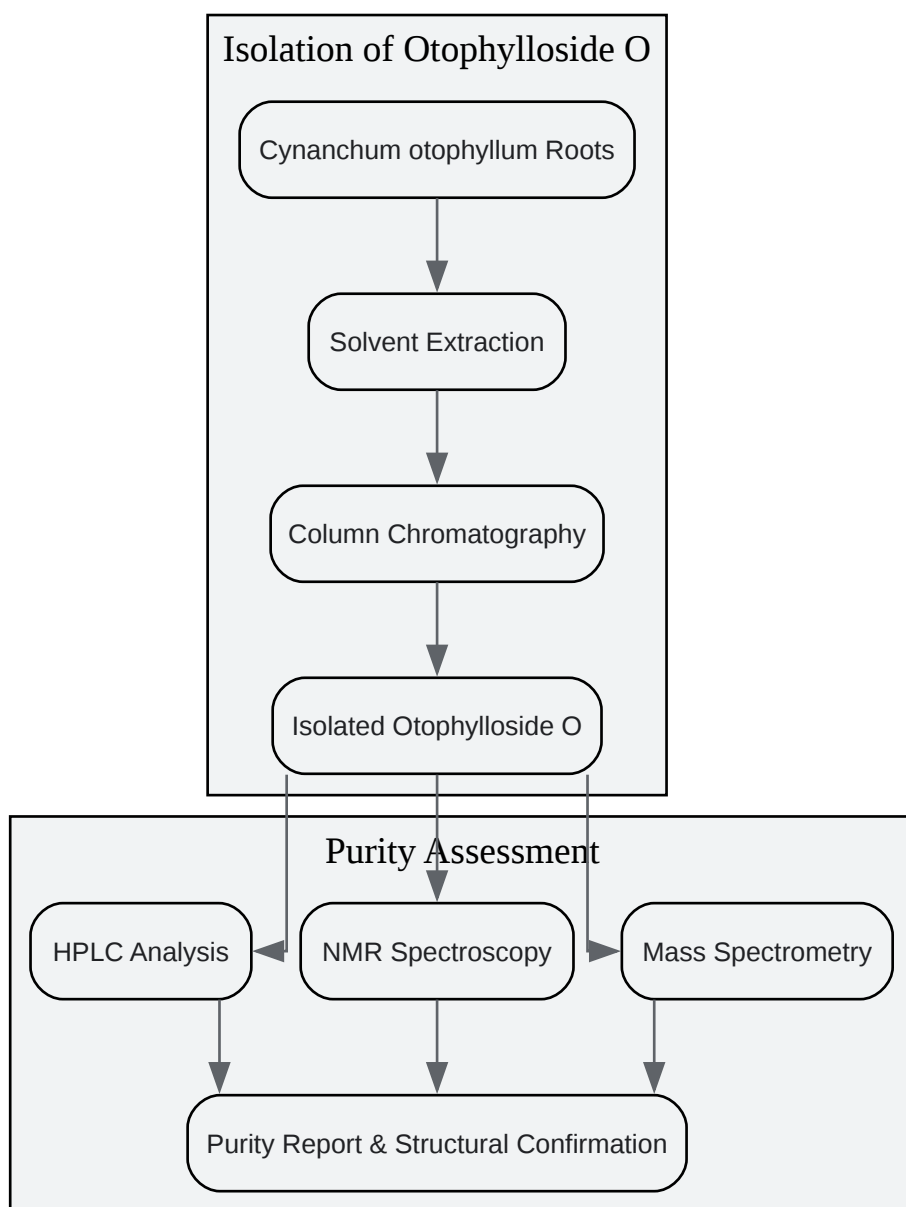 Isolation of Otophylloside O
Cynanchum otophyllum Roots
Solvent Extraction
Column Chromatography
Isolated Otophylloside O
Purity Assessment
HPLC Analysis
NMR Spectroscopy
Mass Spectrometry
Purity Report & Structural Confirmation